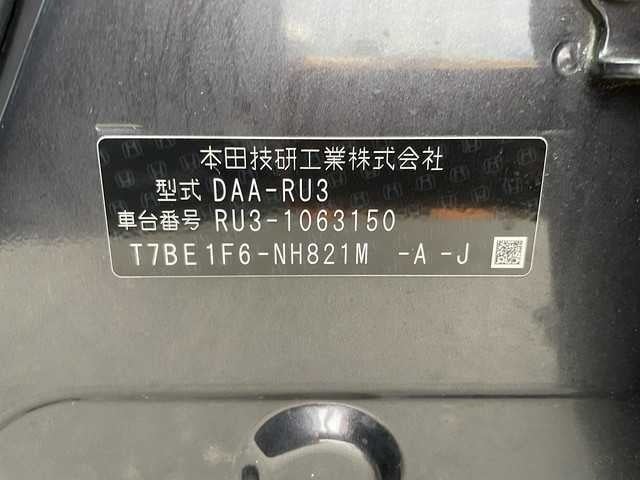 本田技研工業株式会社
型式 DAA-RU3
車台番号 RU3-1063150
T7BE1F6-NH821M -A -J